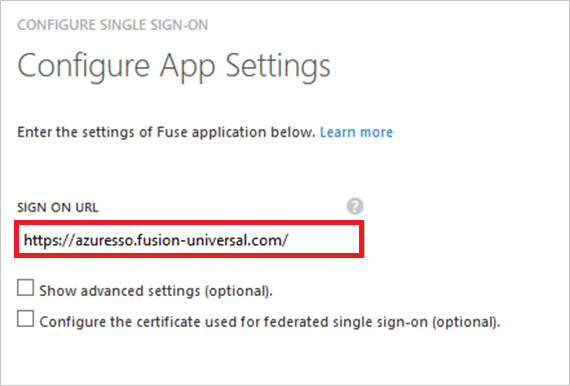 CONFIGURE SINGLE SIGN-ON
Configure App Settings
Enter the settings of Fuse application below. Learn more
SIGN ON URL ?
https://azuresso.fusion-universal.com/
Show advanced settings (optional).
Configure the certificate used for federated single sign-on (optional).